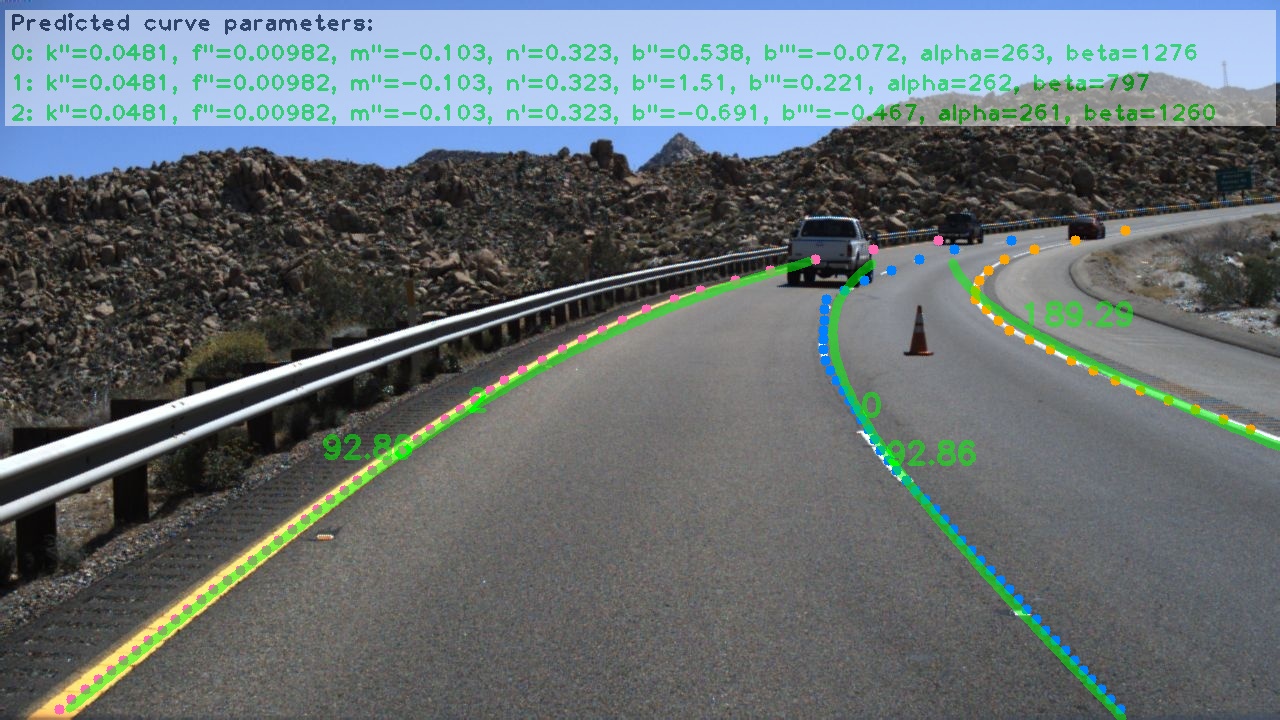 Predicted curve parameters:
0: k''=0.0481, f''=0.00982, m''=-0.103, n'=0.323, b''=0.538, b'''=-0.072, alpha=263, beta=1276
1: k''=0.0481, f''=0.00982, m''=-0.103, n'=0.323, b''=1.51, b'''=0.221, alpha=262, beta=797
2: k''=0.0481, f''=0.00982, m''=-0.103, n'=0.323, b''=-0.691, b'''=-0.467, alpha=261, beta=1260
189.29
2
0
92.86
92.86